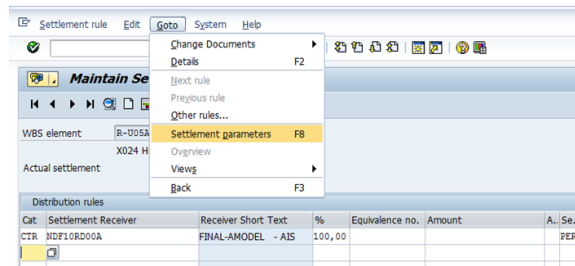 Settlement rule Edit Goto System Help
Change Documents
Details F2
Next rule
Previous rule
Other rules...
Settlement parameters F8
Overview
Views
Back F3
Maintain Se
WBS element R-U05A
X024 H
Actual settlement
Distribution rules
Cat Settlement Receiver Receiver Short Text % Equivalence no. Amount A.. Se.
CTR NDF10RD00A FINAL-AMODEL - AIS 100,00 PER